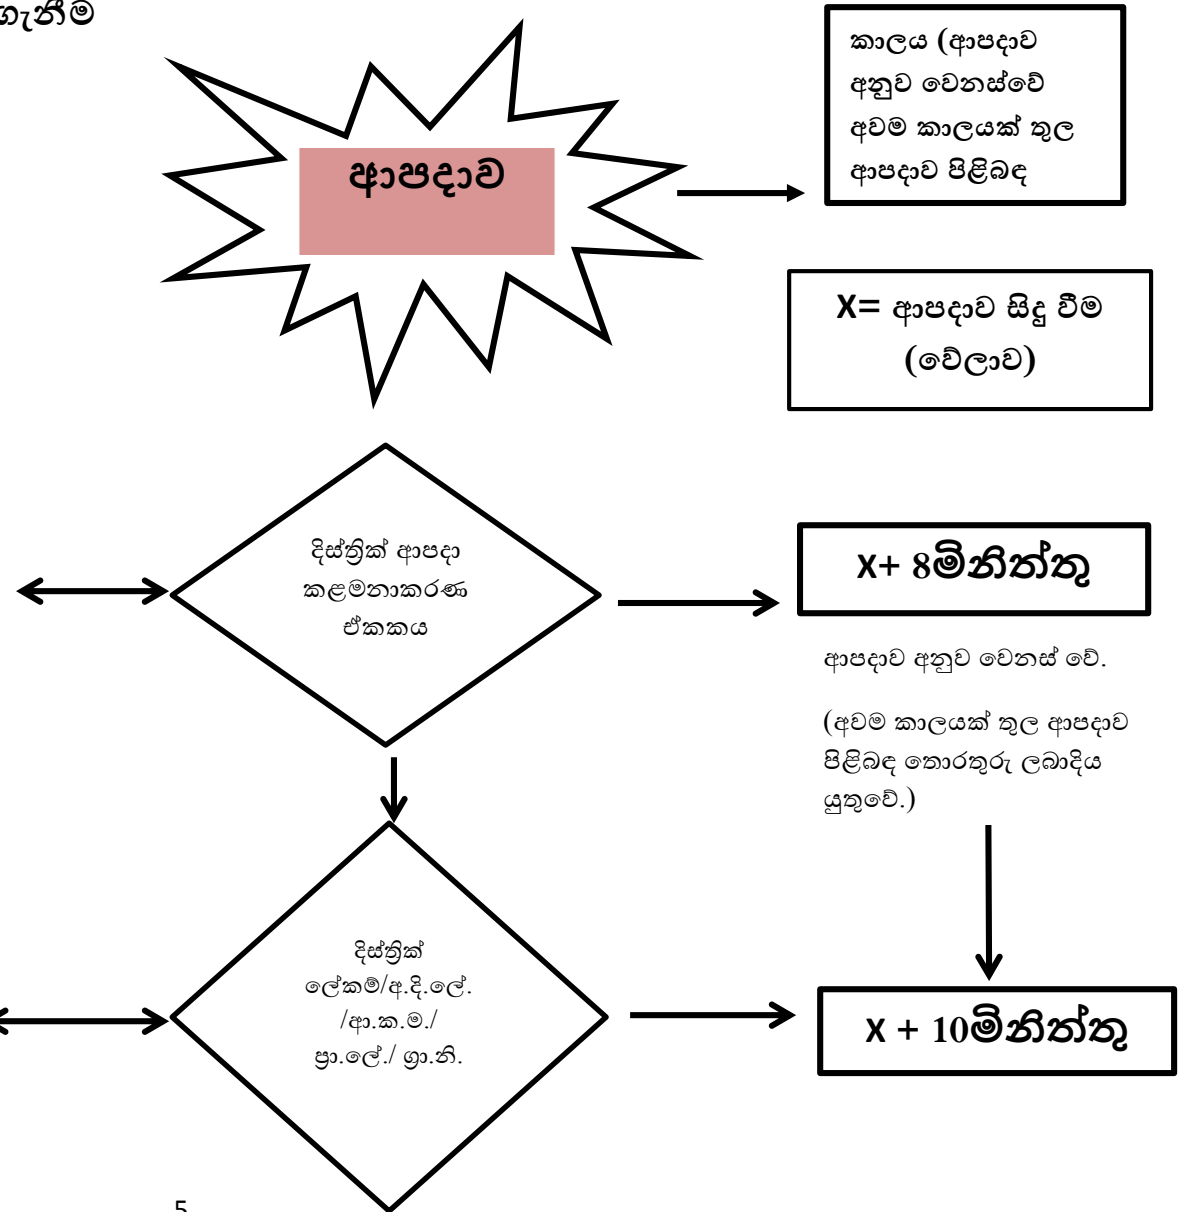 ගැනීම
ආපදාව
කාලය (ආපදාව
අනුව වෙනස්වේ
අවම කාලයක් තුල
ආපදාව පිළිබඳ
X= ආපදාව සිදු වීම
(වේලාව)
දිස්ත්‍රික් ආපදා
කළමනාකරණ
ඒකකය
X+ 8මිනිත්තු
ආපදාව අනුව වෙනස් වේ.
(අවම කාලයක් තුල ආපදාව
පිළිබඳ තොරතුරු ලබාදිය
යුතුවේ.)
දිස්ත්‍රික්
ලේකම්/අ.දි.ලේ.
/ආ.ක.ම./
ප්‍රා.ලේ./ ග්‍රා.නි.
X + 10මිනිත්තු
5